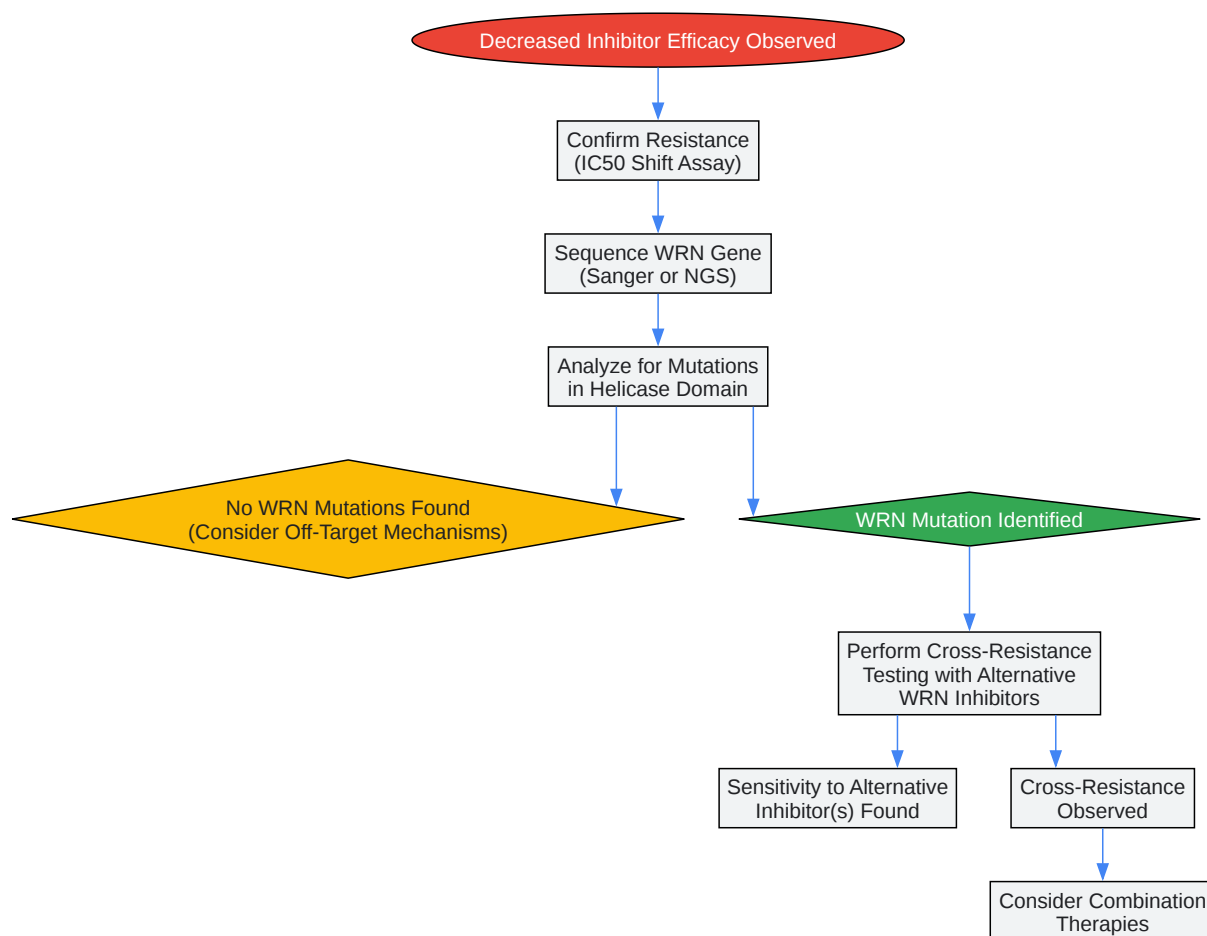 Decreased Inhibitor Efficacy Observed
Confirm Resistance
(IC50 Shift Assay)
Sequence WRN Gene
(Sanger or NGS)
Analyze for Mutations
in Helicase Domain
No WRN Mutations Found
(Consider Off-Target Mechanisms)
WRN Mutation Identified
Perform Cross-Resistance
Testing with Alternative
WRN Inhibitors
Sensitivity to Alternative
Inhibitor(s) Found
Cross-Resistance
Observed
Consider Combination
Therapies